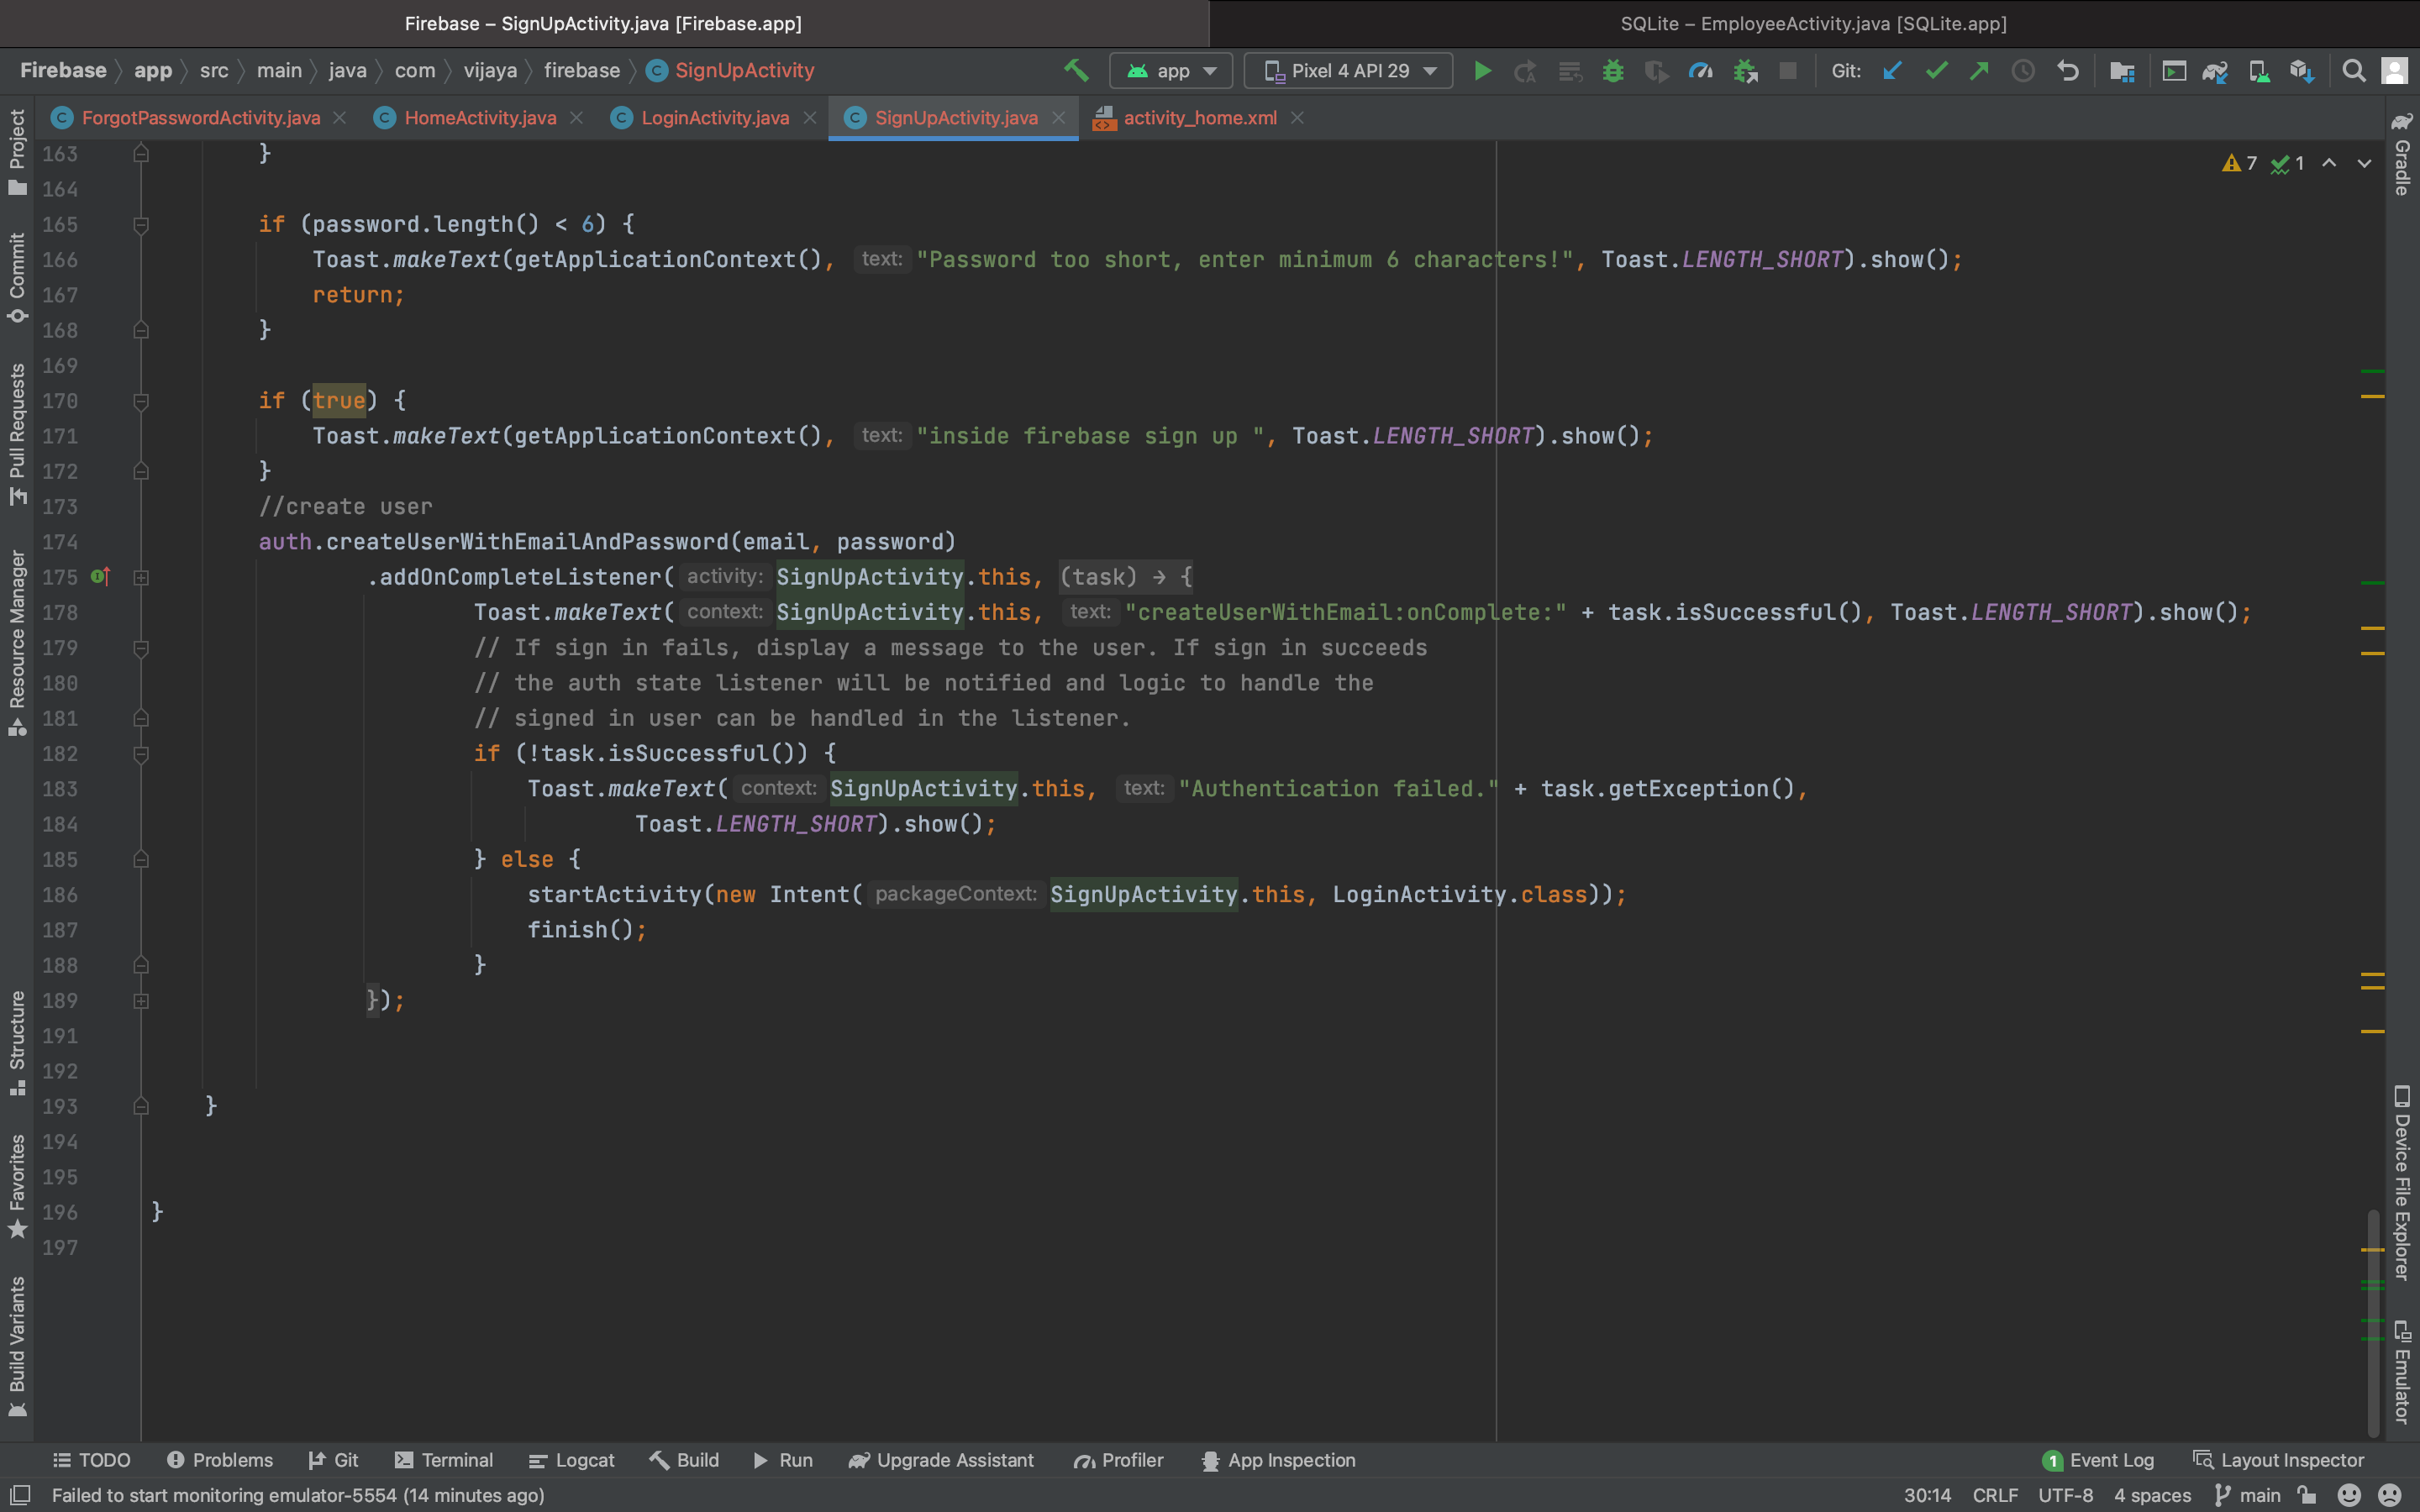 Firebase – SignUpActivity.java [Firebase.app]
SQLite – EmployeeActivity.java [SQLite.app]
Firebase app src main java com vijaya firebase SignUpActivity
app
Pixel 4 API 29
Git:
ForgotPasswordActivity.java
HomeActivity.java
LoginActivity.java
SignUpActivity.java
activity_home.xml
Project
Commit
Pull Requests
Resource Manager
Structure
Favorites
Build Variants
7 1
163 }
164
165 if (password.length() < 6) {
166 Toast.makeText(getApplicationContext(), text: "Password too short, enter minimum 6 characters!", Toast.LENGTH_SHORT).show();
167 return;
168 }
169
170 if (true) {
171 Toast.makeText(getApplicationContext(), text: "inside firebase sign up ", Toast.LENGTH_SHORT).show();
172 }
173 //create user
174 auth.createUserWithEmailAndPassword(email, password)
175 .addOnCompleteListener( activity: SignUpActivity.this, (task) → {
178 Toast.makeText( context: SignUpActivity.this, text: "createUserWithEmail:onComplete:" + task.isSuccessful(), Toast.LENGTH_SHORT).show();
179 // If sign in fails, display a message to the user. If sign in succeeds
180 // the auth state listener will be notified and logic to handle the
181 // signed in user can be handled in the listener.
182 if (!task.isSuccessful()) {
183 Toast.makeText( context: SignUpActivity.this, text: "Authentication failed." + task.getException(),
184 Toast.LENGTH_SHORT).show();
185 } else {
186 startActivity(new Intent( packageContext: SignUpActivity.this, LoginActivity.class));
187 finish();
188 }
189 });
191
192
193 }
194
195
196 }
197
Gradle
Device File Explorer
Emulator
TODO
Problems
Git
Terminal
Logcat
Build
Run
Upgrade Assistant
Profiler
App Inspection
1 Event Log
Layout Inspector
Failed to start monitoring emulator-5554 (14 minutes ago)
30:14 CRLF UTF-8 4 spaces main